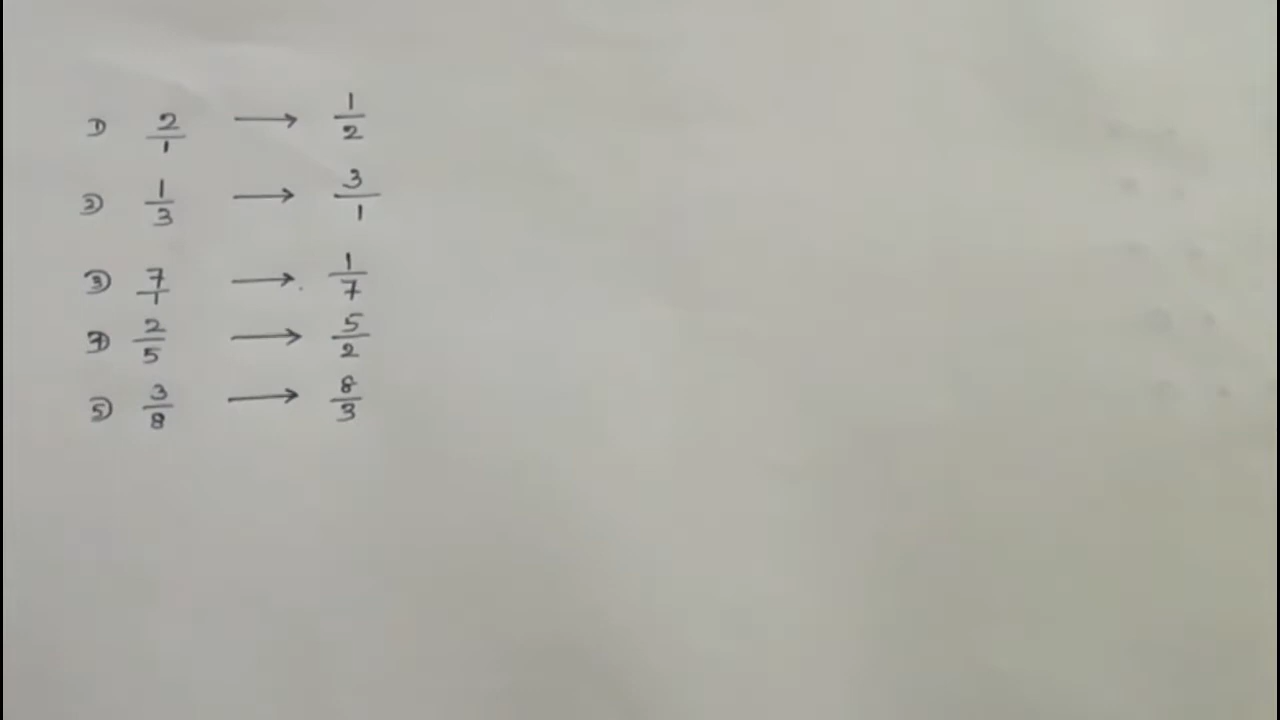 ① 2/1 → 1/2
② 1/3 → 3/1
③ 7/1 → 1/7
④ 2/5 → 5/2
⑤ 3/8 → 8/3